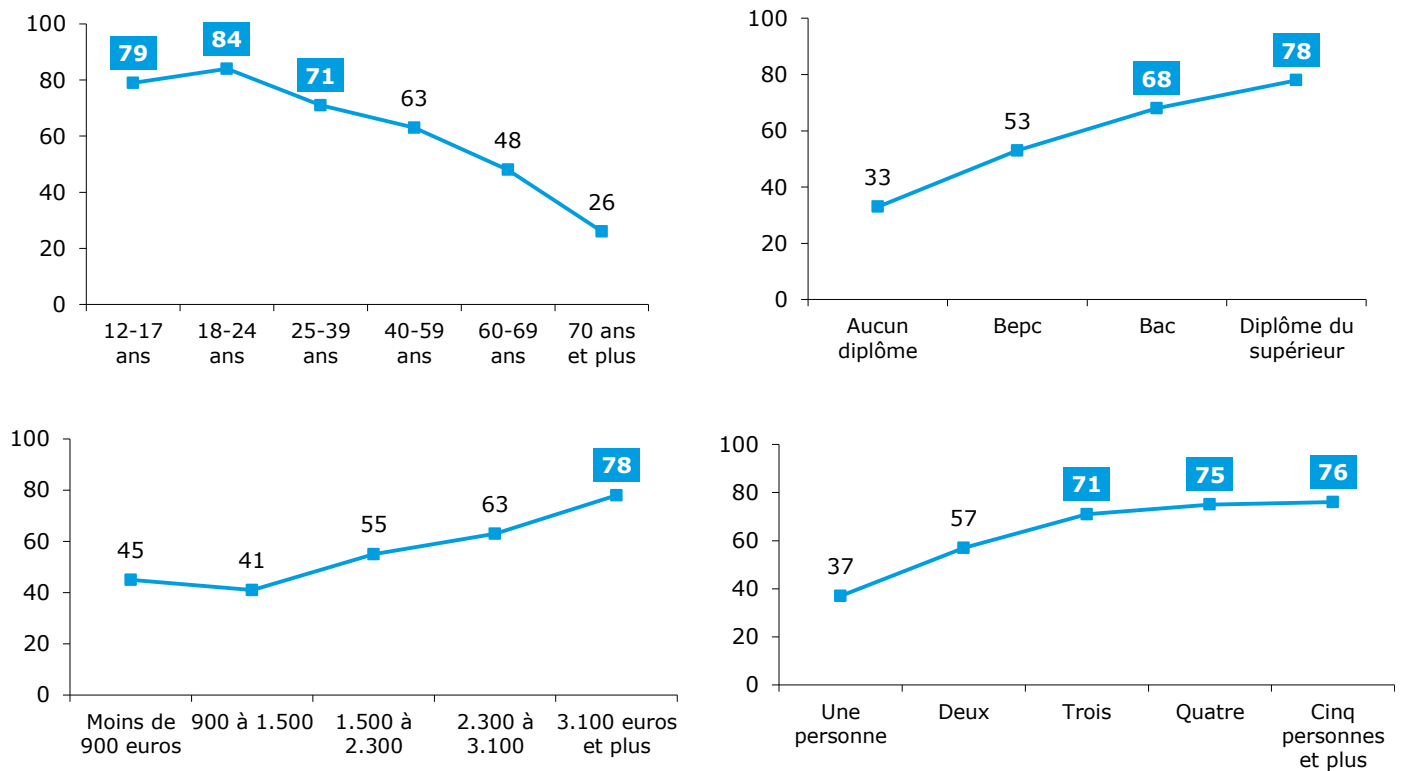 100
80
60
40
20
0
79
84
71
63
48
26
12-17 ans
18-24 ans
25-39 ans
40-59 ans
60-69 ans
70 ans et plus
100
80
60
40
20
0
33
53
68
78
Aucun diplôme
Bepc
Bac
Diplôme du supérieur
100
80
60
40
20
0
45
41
55
63
78
Moins de 900 euros
900 à 1.500
1.500 à 2.300
2.300 à 3.100
3.100 euros et plus
100
80
60
40
20
0
37
57
71
75
76
Une personne
Deux
Trois
Quatre
Cinq personnes et plus